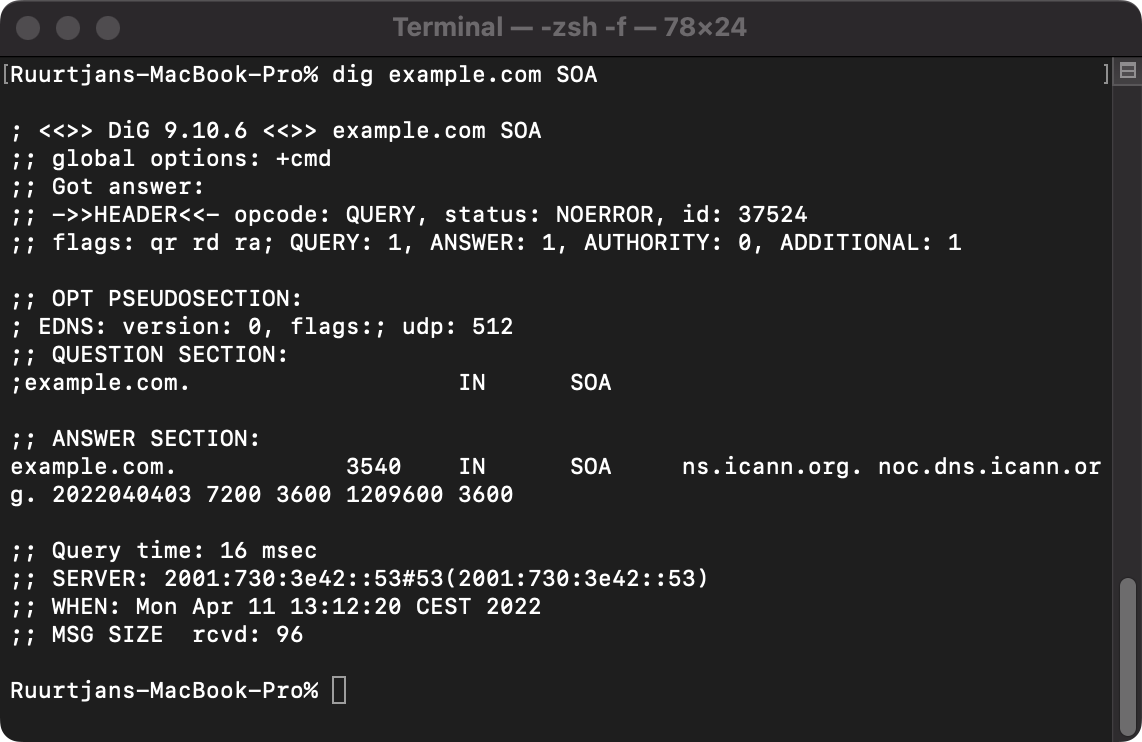 Terminal — -zsh -f — 78×24
[Ruurtjans-MacBook-Pro% dig example.com SOA ]
; <<>> DiG 9.10.6 <<>> example.com SOA
;; global options: +cmd
;; Got answer:
;; ->>HEADER<<- opcode: QUERY, status: NOERROR, id: 37524
;; flags: qr rd ra; QUERY: 1, ANSWER: 1, AUTHORITY: 0, ADDITIONAL: 1
;; OPT PSEUDOSECTION:
; EDNS: version: 0, flags:; udp: 512
;; QUESTION SECTION:
;example.com. IN SOA
;; ANSWER SECTION:
example.com. 3540 IN SOA ns.icann.org. noc.dns.icann.or
g. 2022040403 7200 3600 1209600 3600
;; Query time: 16 msec
;; SERVER: 2001:730:3e42::53#53(2001:730:3e42::53)
;; WHEN: Mon Apr 11 13:12:20 CEST 2022
;; MSG SIZE  rcvd: 96
Ruurtjans-MacBook-Pro%